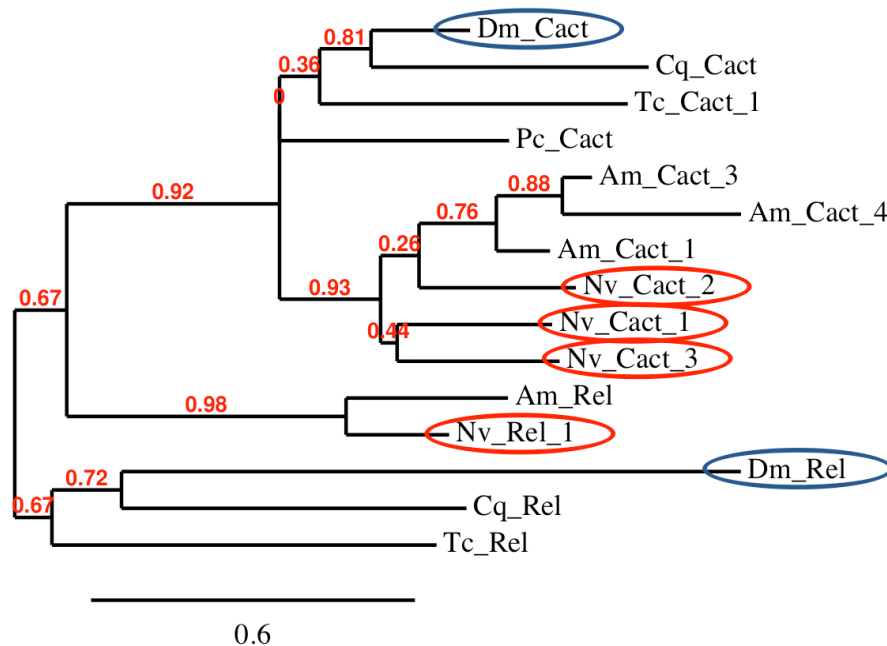 Dm_Cact
0.81
0.36
Cq_Cact
0
Tc_Cact_1
Pc_Cact
0.92
Am_Cact_3
0.88
Am_Cact_4
0.76
Am_Cact_1
0.26
Nv_Cact_2
0.93
0.67
Nv_Cact_1
0.44
Nv_Cact_3
Am_Rel
0.98
Nv_Rel_1
Dm_Rel
0.72
0.67
Cq_Rel
Tc_Rel
0.6